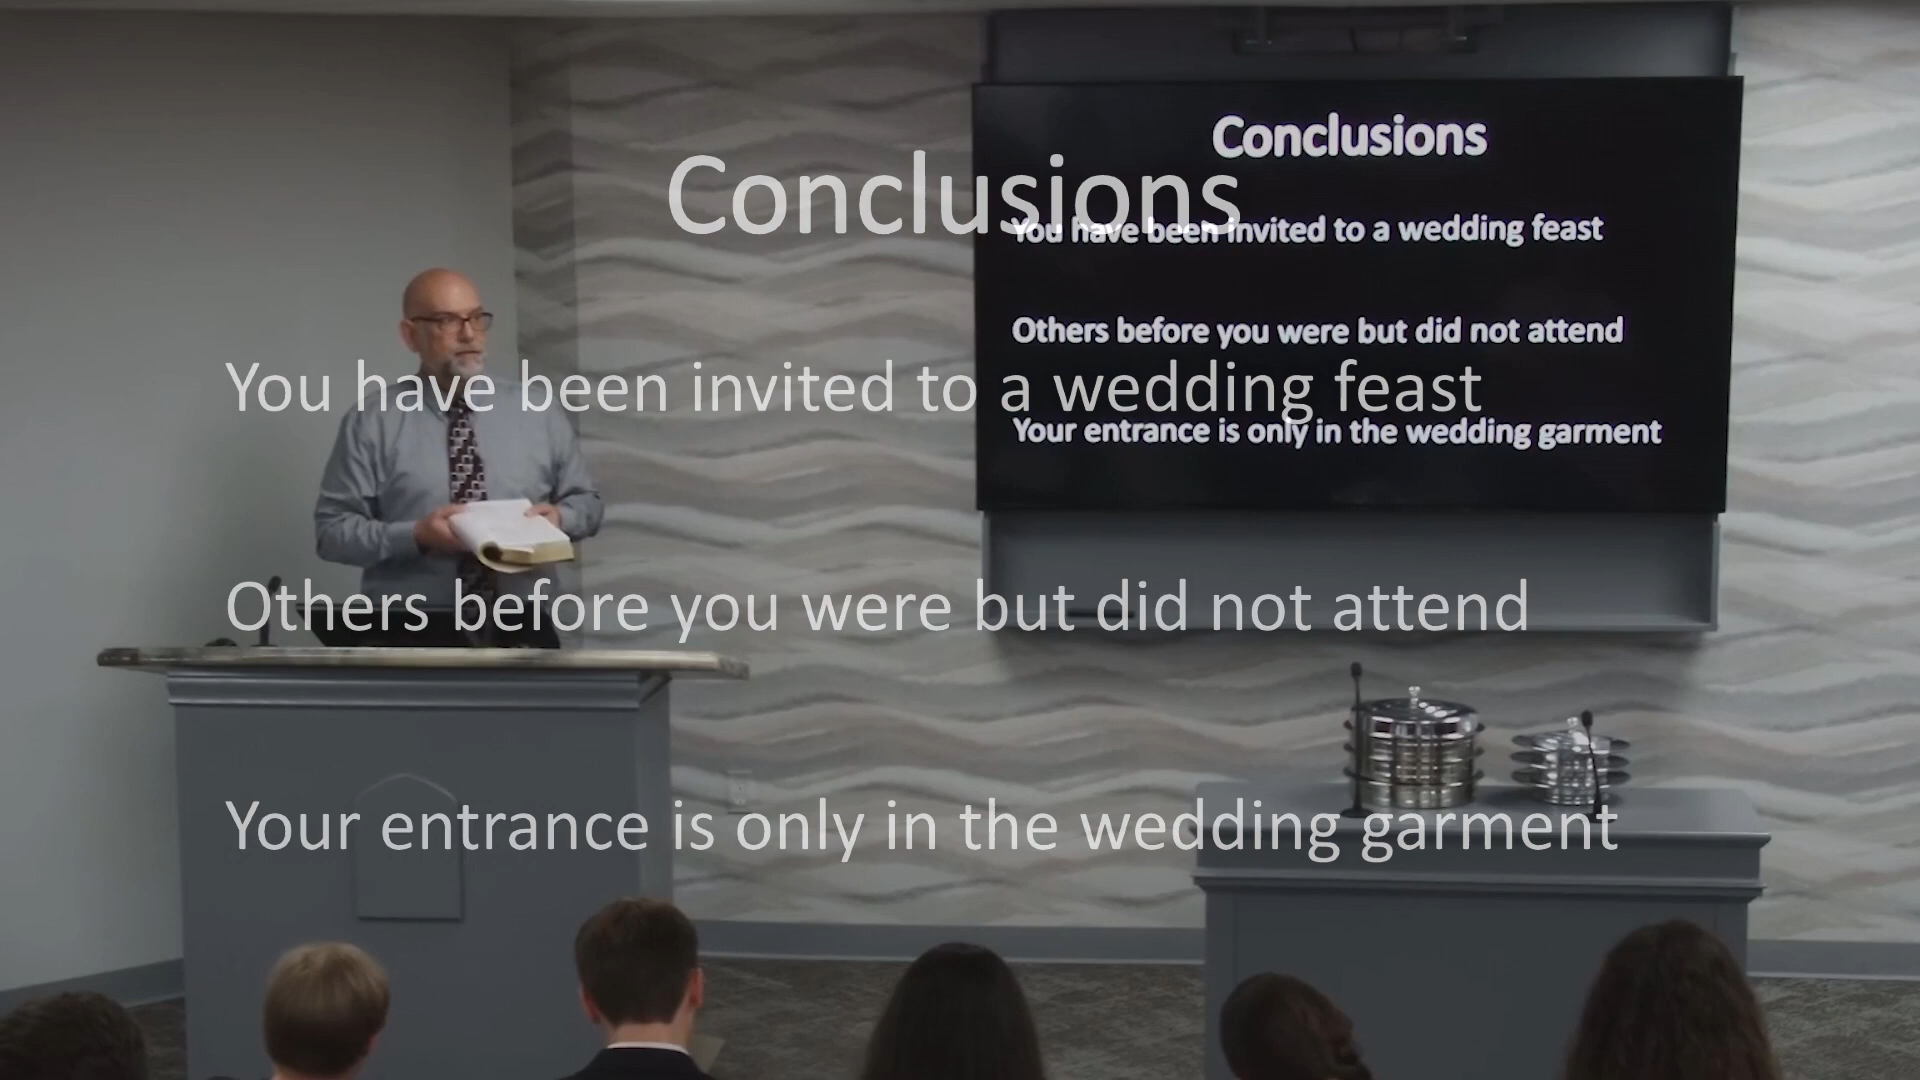 Conclusions
You have been invited to a wedding feast
Others before you were but did not attend
Your entrance is only in the wedding garment
Conclusions
You have been invited to a wedding feast
Others before you were but did not attend
Your entrance is only in the wedding garment